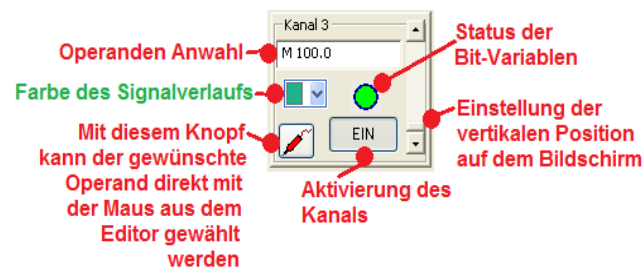 Kanal 3
Operanden Anwahl
M 100.0
Status der
Bit-Variablen
Farbe des Signalverlaufs
Mit diesem Knopf
kann der gewünschte
Operand direkt mit
der Maus aus dem
Editor gewählt
werden
EIN
Aktivierung des
Kanals
Einstellung der
vertikalen Position
auf dem Bildschirm